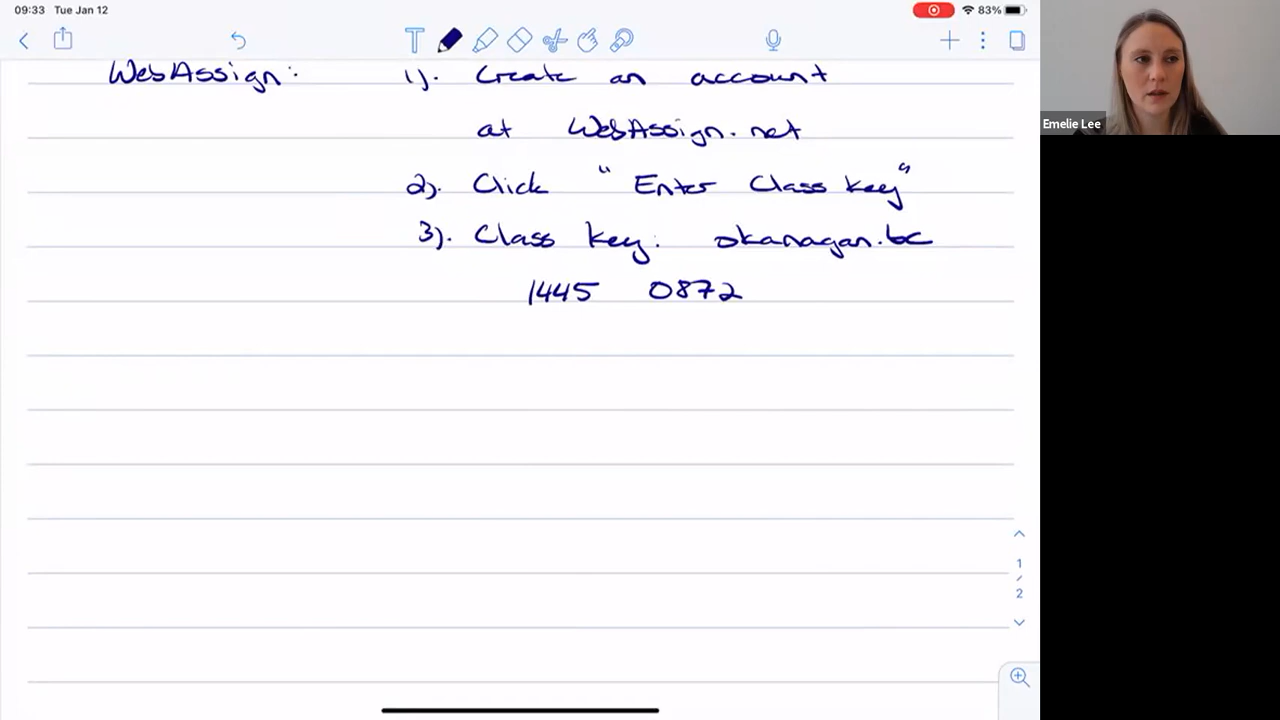 09:33 Tue Jan 12
83%
T
WebAssign: 1). Create an account
at WebAssign.net
2). Click "Enter Class key"
3). Class key: okanagan.bc
1445 0872
1
/
2
Emelie Lee